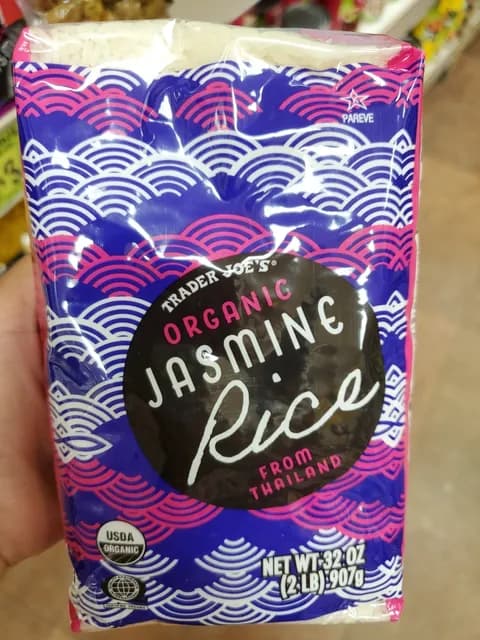 PAREVE
TRADER JOE'S®
ORGANIC
JASMINE
Rice
FROM
THAILAND
USDA
ORGANIC
NET WT 32 OZ
(2 LB) 907g